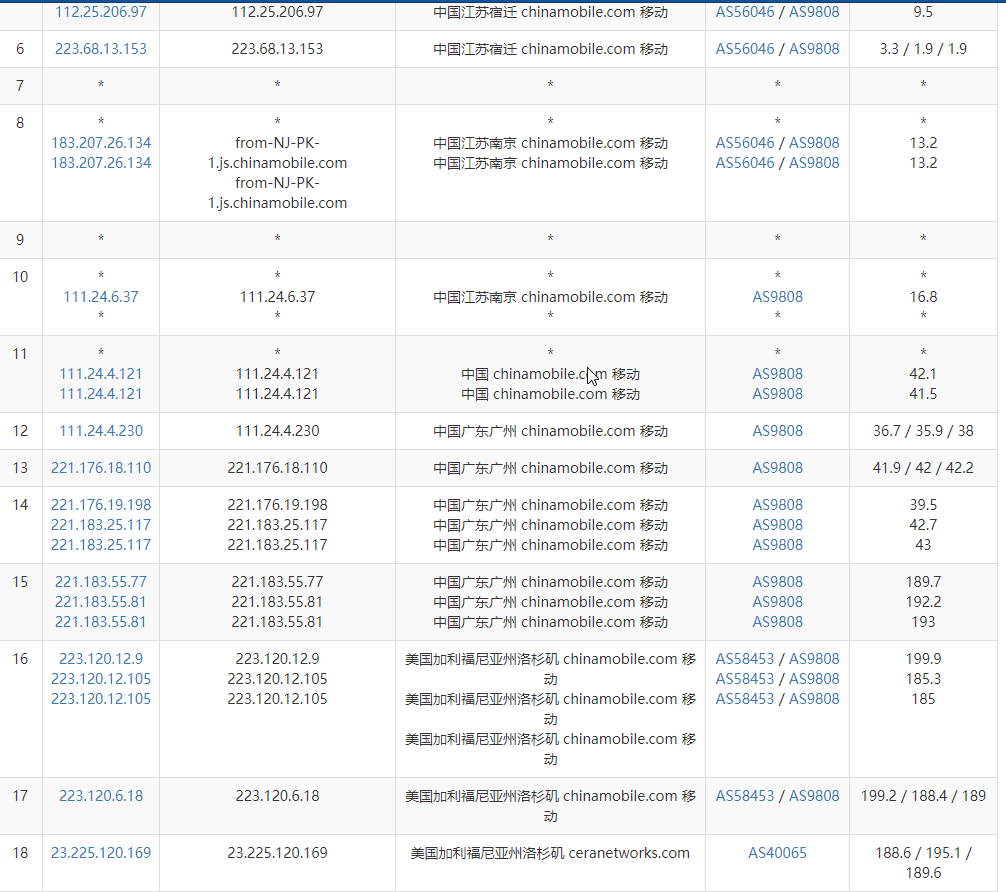 112.25.206.97 112.25.206.97 中国江苏宿迁 chinamobile.com 移动 AS56046 / AS9808 9.5
6 223.68.13.153 223.68.13.153 中国江苏宿迁 chinamobile.com 移动 AS56046 / AS9808 3.3 / 1.9 / 1.9
7 * * * * *
8 * * * * *
183.207.26.134 from-NJ-PK- 中国江苏南京 chinamobile.com 移动 AS56046 / AS9808 13.2
183.207.26.134 1.js.chinamobile.com 中国江苏南京 chinamobile.com 移动 AS56046 / AS9808 13.2
from-NJ-PK-
1.js.chinamobile.com
9 * * * * *
10 * * * * *
111.24.6.37 111.24.6.37 中国江苏南京 chinamobile.com 移动 AS9808 16.8
* * * * *
11 * * * * *
111.24.4.121 111.24.4.121 中国 chinamobile.com 移动 AS9808 42.1
111.24.4.121 111.24.4.121 中国 chinamobile.com 移动 AS9808 41.5
12 111.24.4.230 111.24.4.230 中国广东广州 chinamobile.com 移动 AS9808 36.7 / 35.9 / 38
13 221.176.18.110 221.176.18.110 中国广东广州 chinamobile.com 移动 AS9808 41.9 / 42 / 42.2
14 221.176.19.198 221.176.19.198 中国广东广州 chinamobile.com 移动 AS9808 39.5
221.183.25.117 221.183.25.117 中国广东广州 chinamobile.com 移动 AS9808 42.7
221.183.25.117 221.183.25.117 中国广东广州 chinamobile.com 移动 AS9808 43
15 221.183.55.77 221.183.55.77 中国广东广州 chinamobile.com 移动 AS9808 189.7
221.183.55.81 221.183.55.81 中国广东广州 chinamobile.com 移动 AS9808 192.2
221.183.55.81 221.183.55.81 中国广东广州 chinamobile.com 移动 AS9808 193
16 223.120.12.9 223.120.12.9 美国加利福尼亚州洛杉矶 chinamobile.com 移 AS58453 / AS9808 199.9
223.120.12.105 223.120.12.105 动 AS58453 / AS9808 185.3
223.120.12.105 223.120.12.105 美国加利福尼亚州洛杉矶 chinamobile.com 移 AS58453 / AS9808 185
动
美国加利福尼亚州洛杉矶 chinamobile.com 移
动
17 223.120.6.18 223.120.6.18 美国加利福尼亚州洛杉矶 chinamobile.com 移 AS58453 / AS9808 199.2 / 188.4 / 189
动
18 23.225.120.169 23.225.120.169 美国加利福尼亚州洛杉矶 ceranetworks.com AS40065 188.6 / 195.1 /
189.6